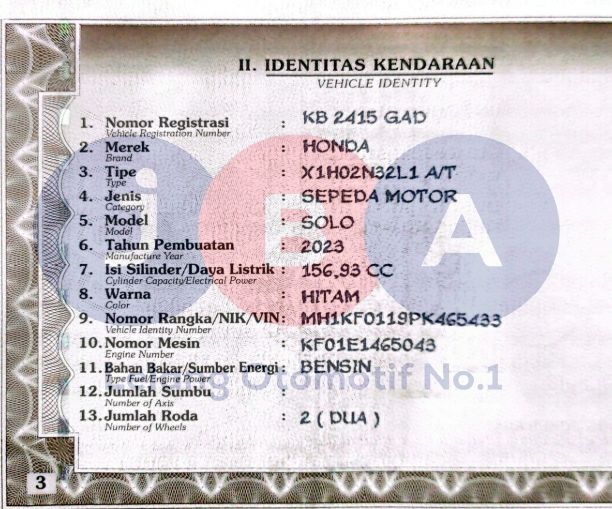 II. IDENTITAS KENDARAAN
VEHICLE IDENTITY
1. Nomor Registrasi : KB 2415 GAD
Vehicle Registration Number
2. Merek : HONDA
Brand
3. Tipe : X1H02N32L1 A/T
Type
4. Jenis : SEPEDA MOTOR
Category
5. Model : SOLO
Model
6. Tahun Pembuatan : 2023
Manufacture Year
7. Isi Silinder/Daya Listrik : 156,93 CC
Cylinder Capacity/Electrical Power
8. Warna : HITAM
Color
9. Nomor Rangka/NIK/VIN : MH1KF0119PK465433
Vehicle Identity Number
10. Nomor Mesin : KF01E1465043
Engine Number
11. Bahan Bakar/Sumber Energi : BENSIN
Type Fuel/Engine Power
12. Jumlah Sumbu :
Number of Axis
13. Jumlah Roda : 2 ( DUA )
Number of Wheels
3
iBA
Otomotif No.1